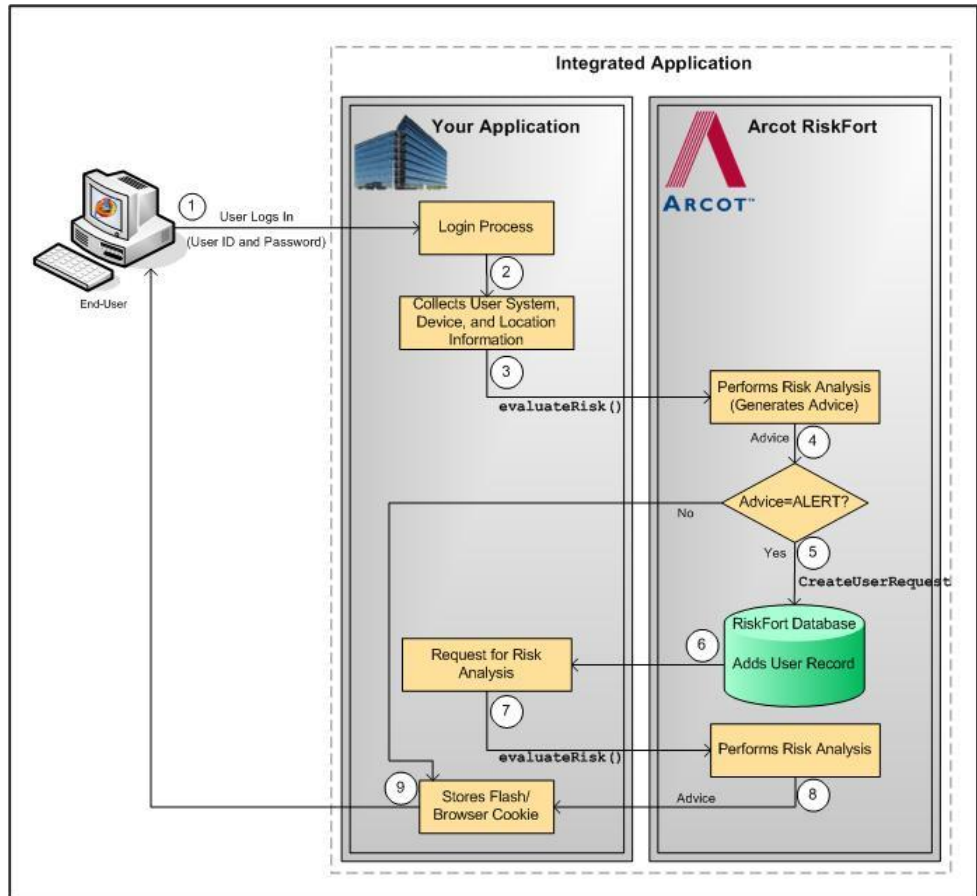 Integrated Application
Your Application
Arcot RiskFort
ARCOT™
1
User Logs In
(User ID and Password)
End-User
Login Process
2
Collects User System,
Device, and Location
Information
3
evaluateRisk()
Performs Risk Analysis
(Generates Advice)
Advice
4
Advice=ALERT?
No
Yes
5
CreateUserRequest
RiskFort Database
Adds User Record
6
Request for Risk
Analysis
7
evaluateRisk()
Performs Risk Analysis
8
Advice
9
Stores Flash/
Browser Cookie